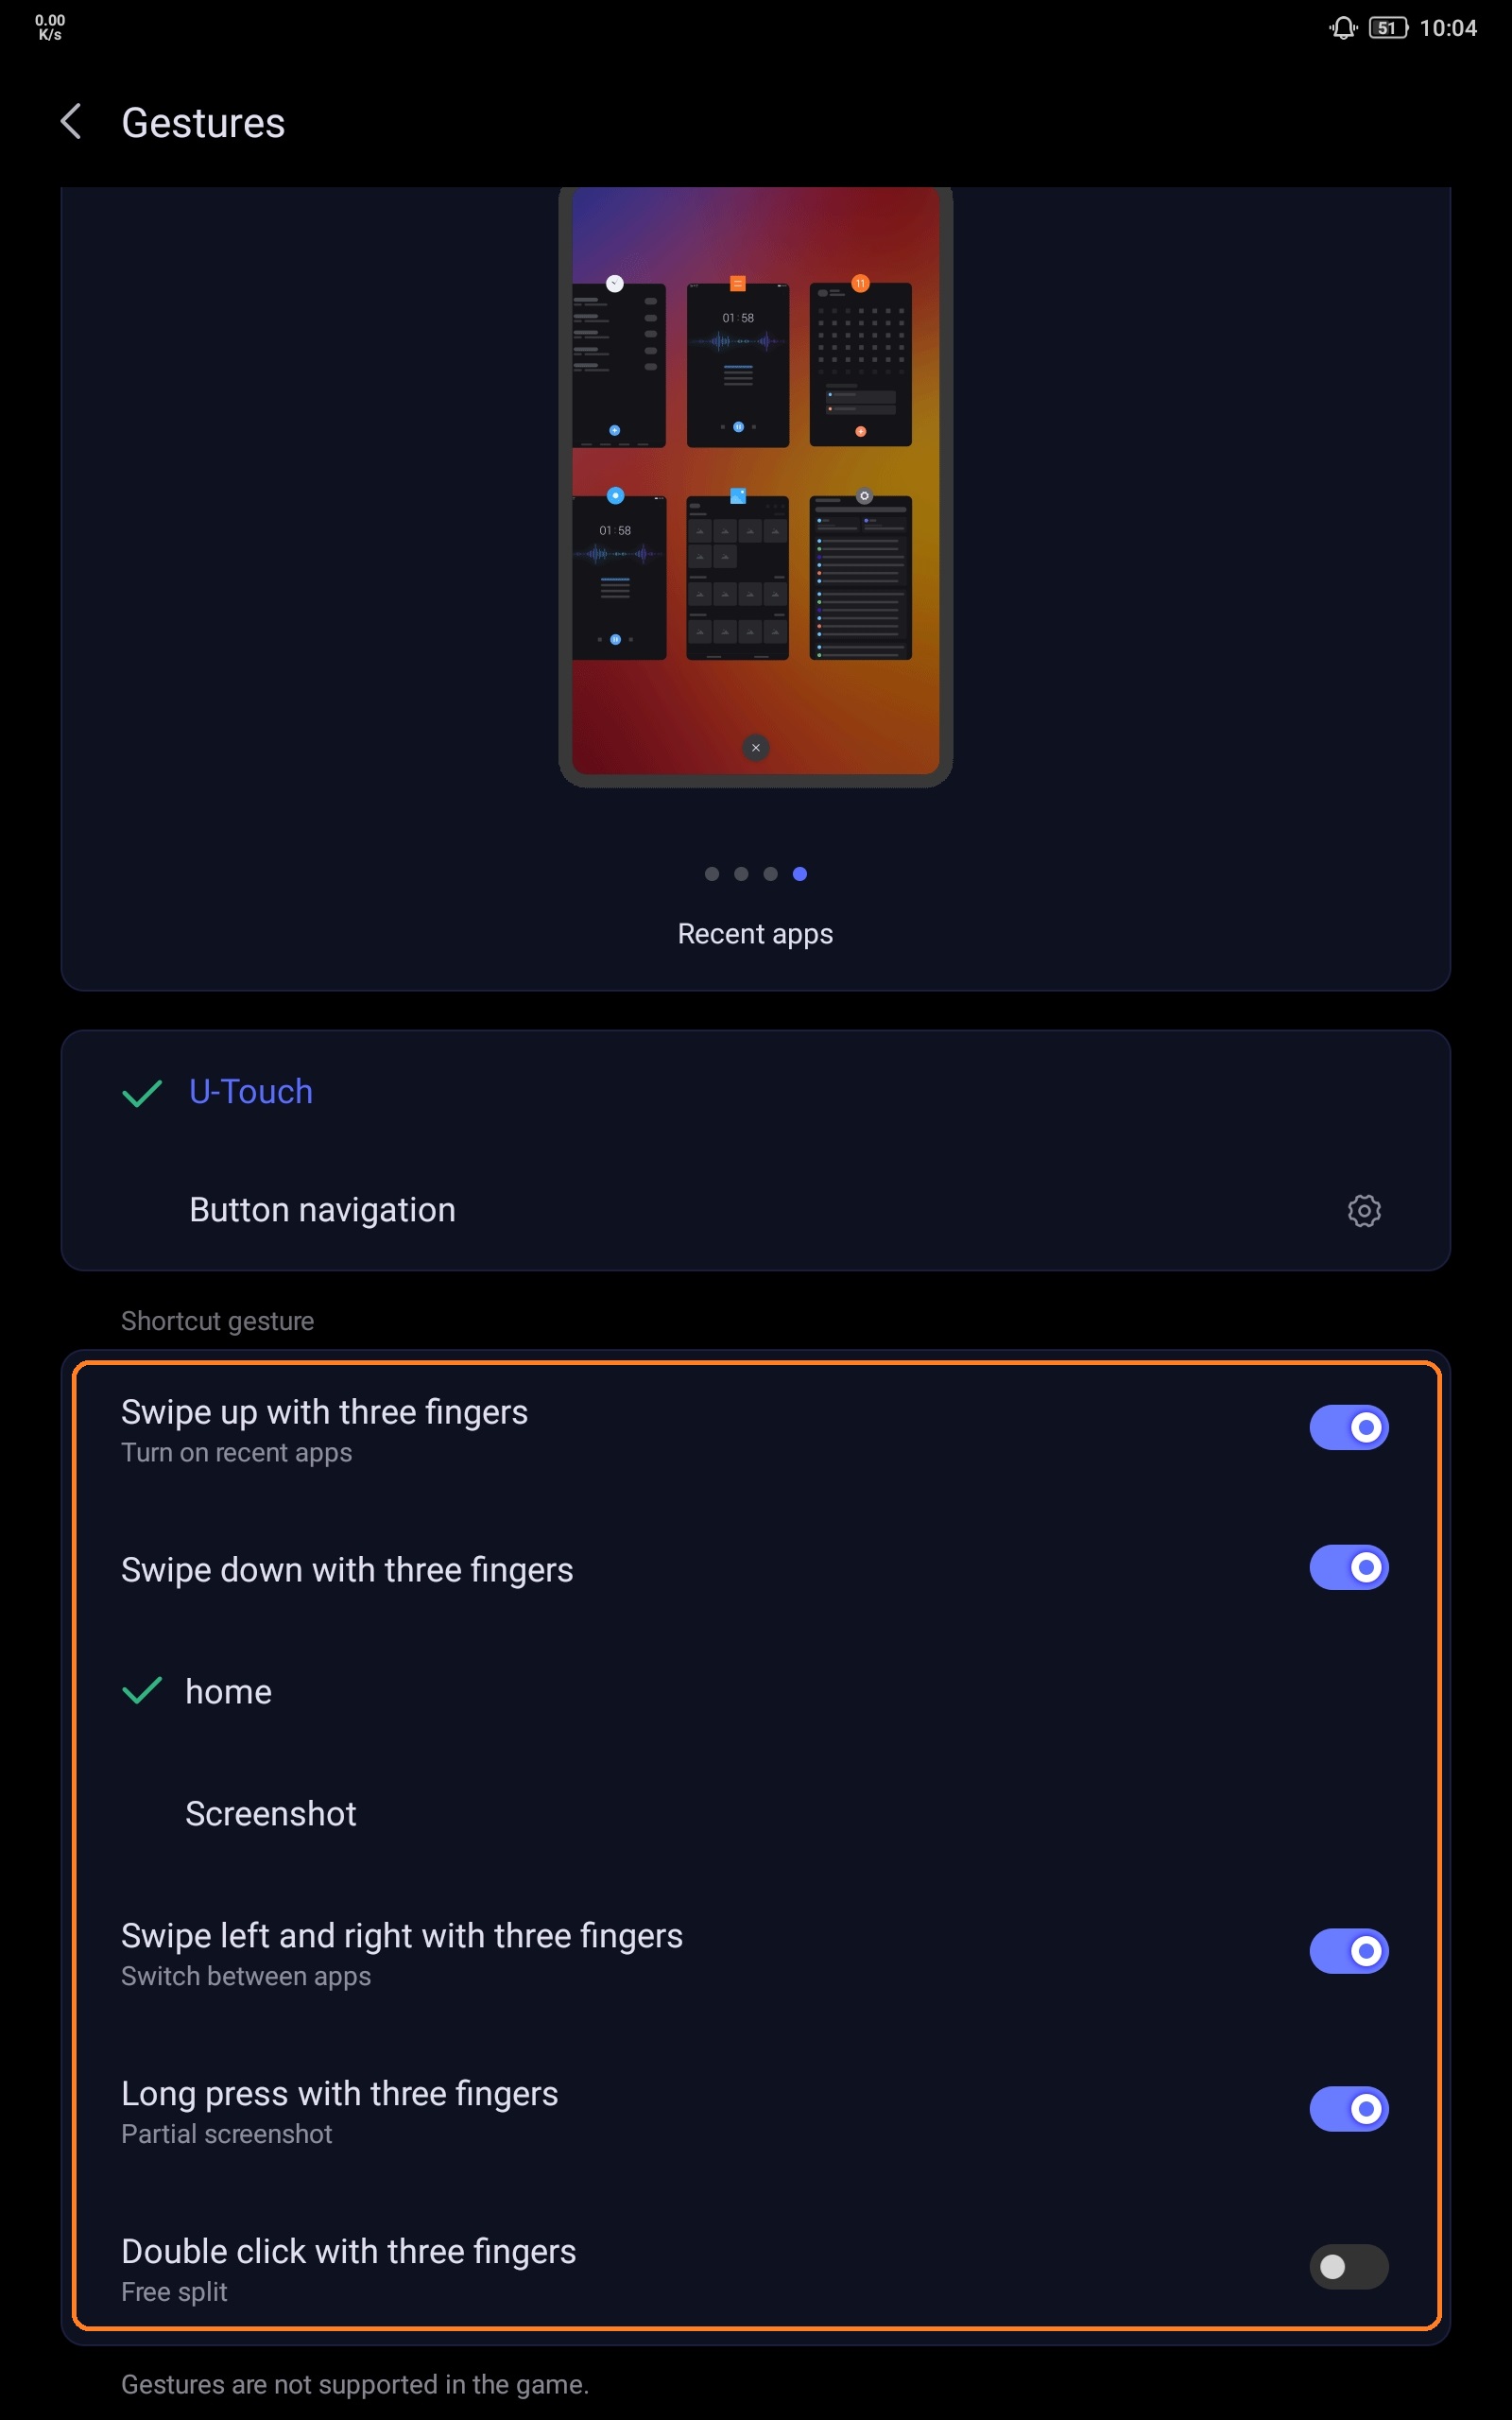 0.00
K/s
51 10:04
Gestures
11
01:58
01:58
Recent apps
U-Touch
Button navigation
Shortcut gesture
Swipe up with three fingers
Turn on recent apps
Swipe down with three fingers
home
Screenshot
Swipe left and right with three fingers
Switch between apps
Long press with three fingers
Partial screenshot
Double click with three fingers
Free split
Gestures are not supported in the game.